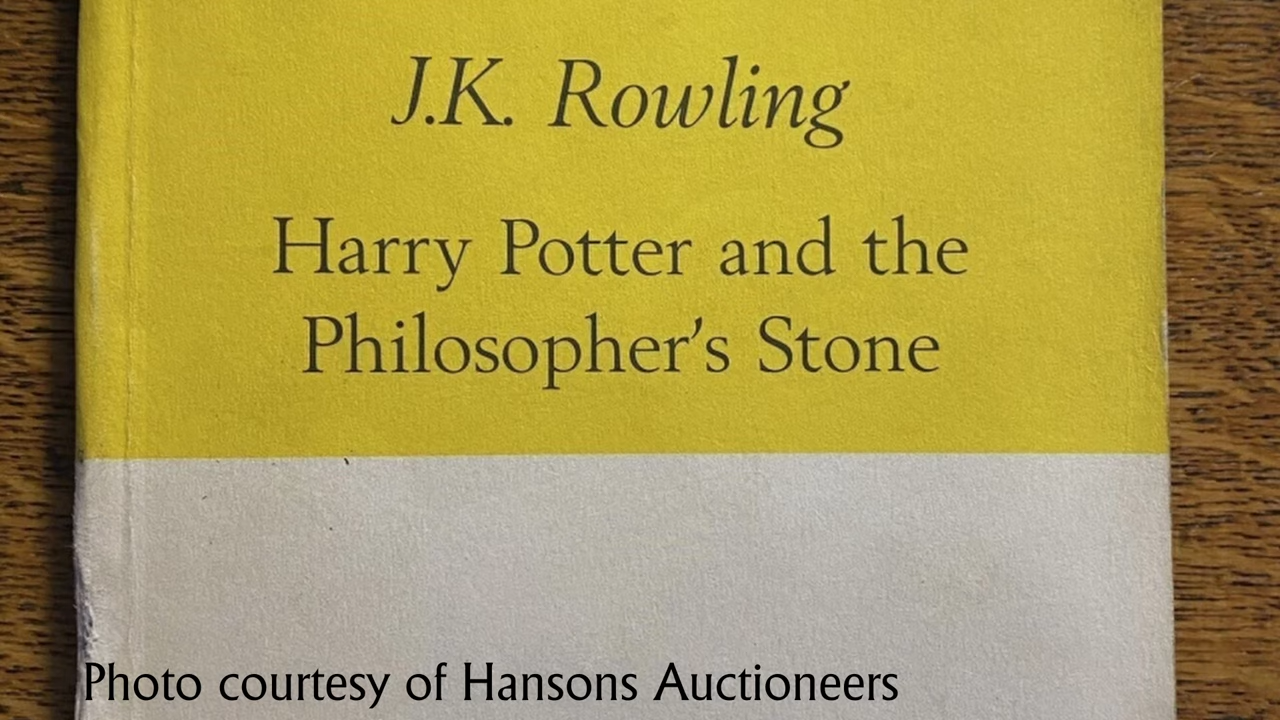 J.K. Rowling
Harry Potter and the
Philosopher's Stone
Photo courtesy of Hansons Auctioneers